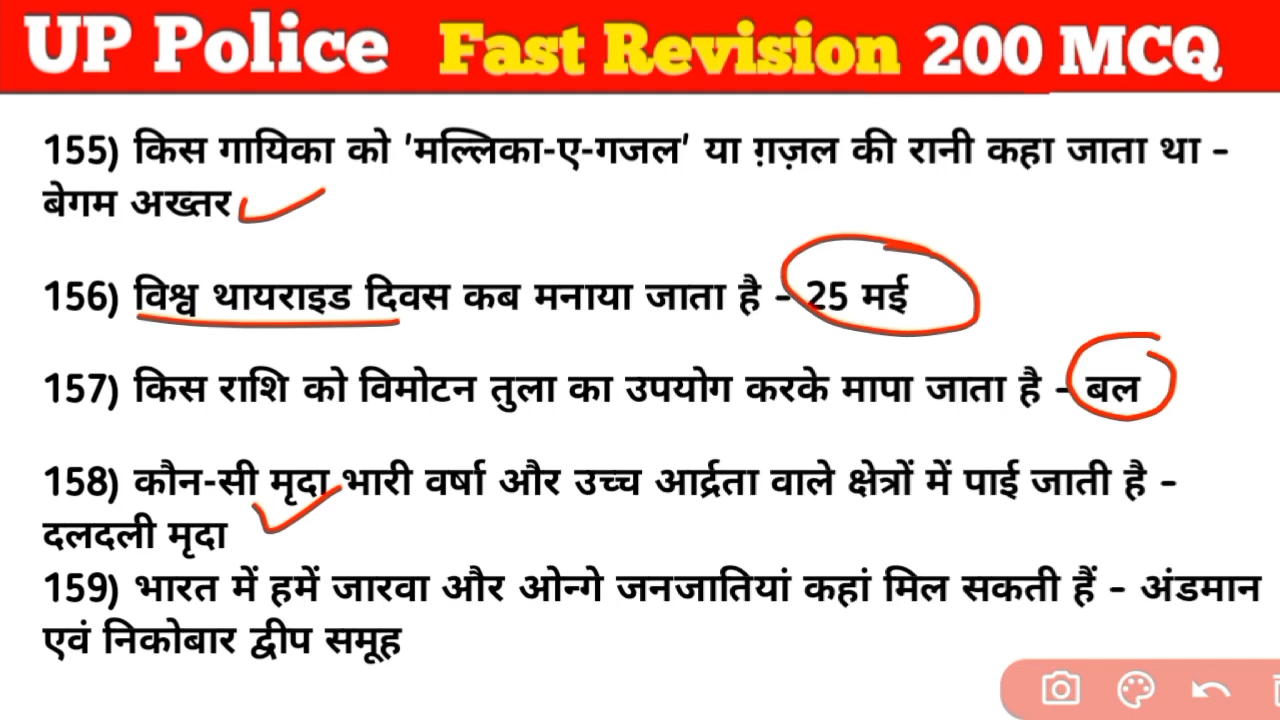 UP Police Fast Revision 200 MCQ
155) किस गायिका को 'मल्लिका-ए-गजल' या ग़ज़ल की रानी कहा जाता था –
बेगम अख्तर
156) विश्व थायराइड दिवस कब मनाया जाता है – 25 मई
157) किस राशि को विमोटन तुला का उपयोग करके मापा जाता है – बल
158) कौन-सी मृदा भारी वर्षा और उच्च आर्द्रता वाले क्षेत्रों में पाई जाती है –
दलदली मृदा
159) भारत में हमें जारवा और ओन्गे जनजातियां कहां मिल सकती हैं – अंडमान
एवं निकोबार द्वीप समूह